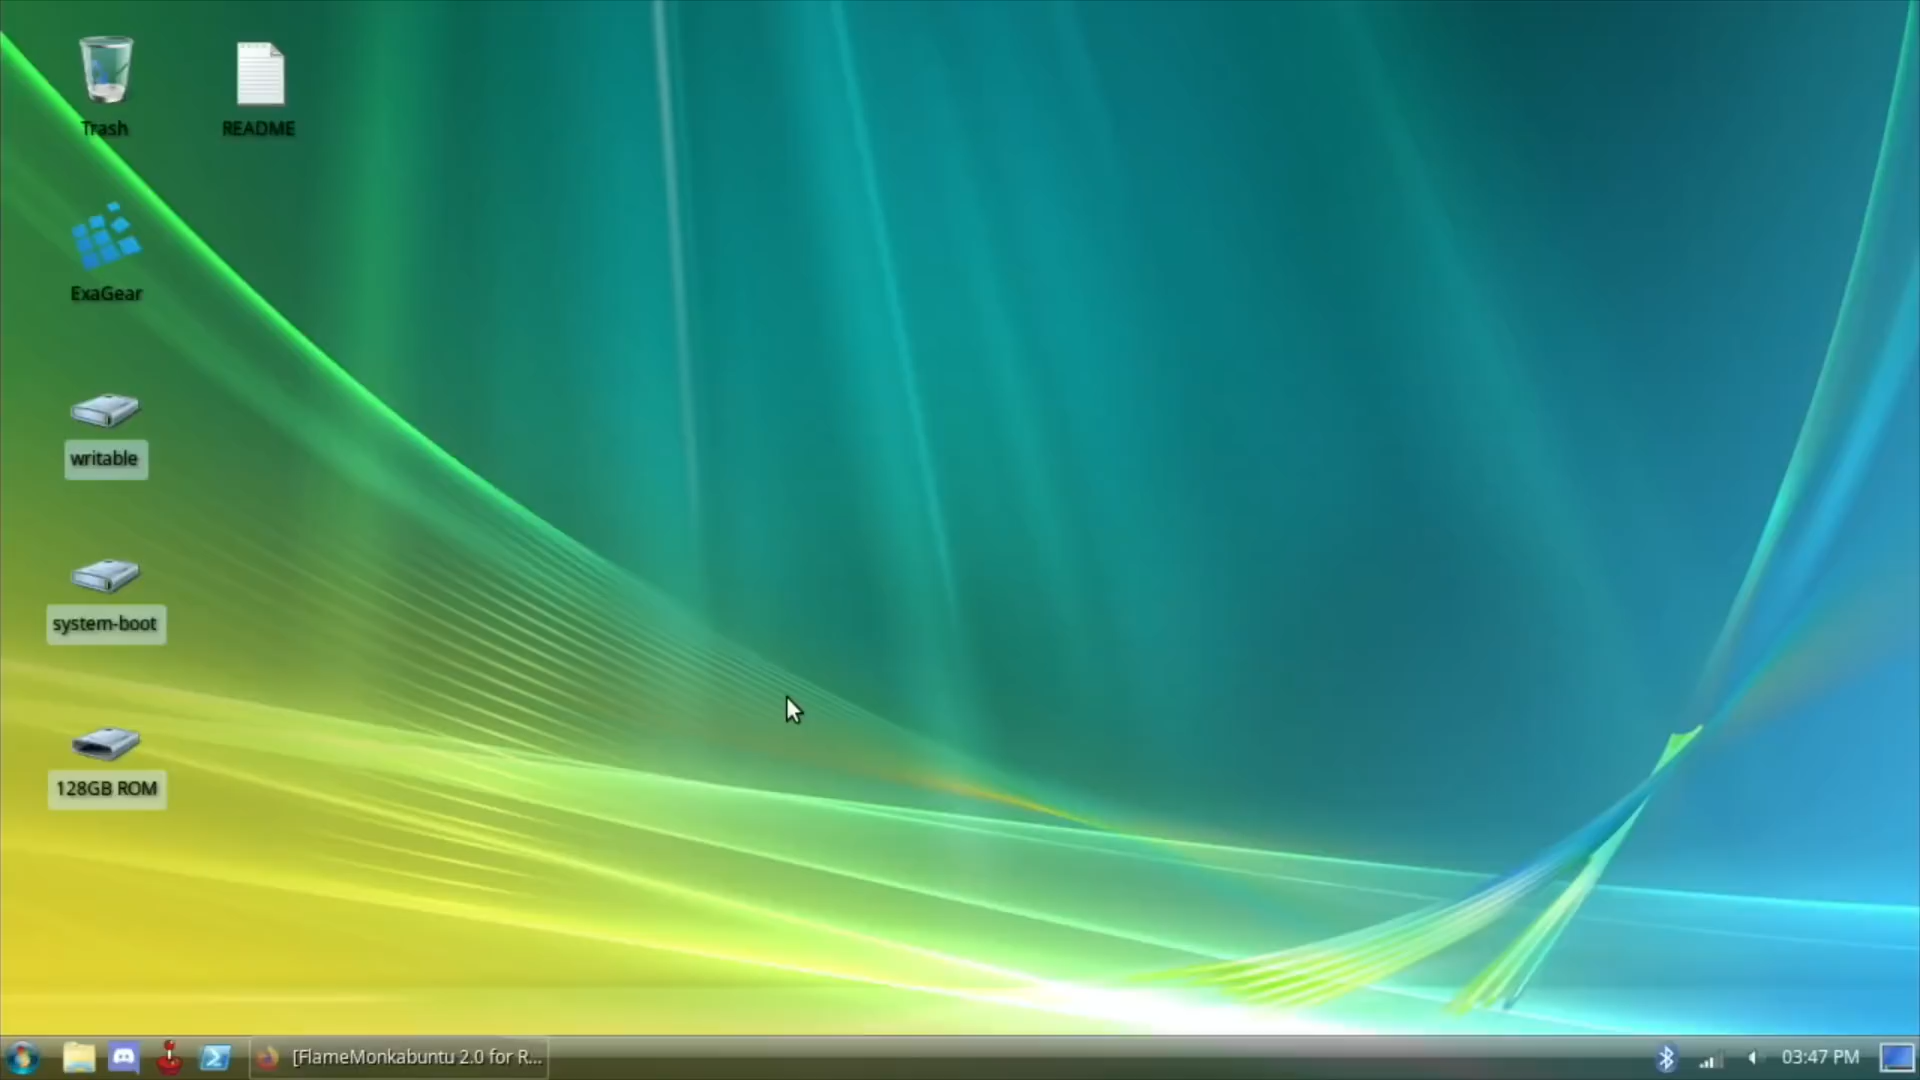 Trash
README
ExaGear
writable
system-boot
128GB ROM
[FlameMonkabuntu 2.0 for R...
03:47 PM